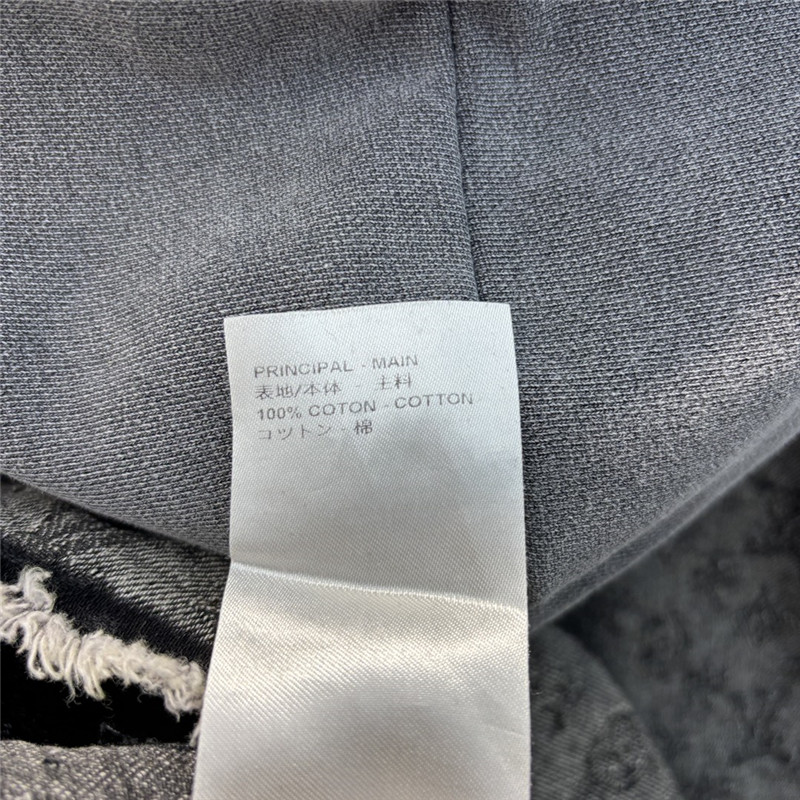 PRINCIPAL - MAIN
表地/本体 - 主料
100% COTON - COTTON
コットン - 棉